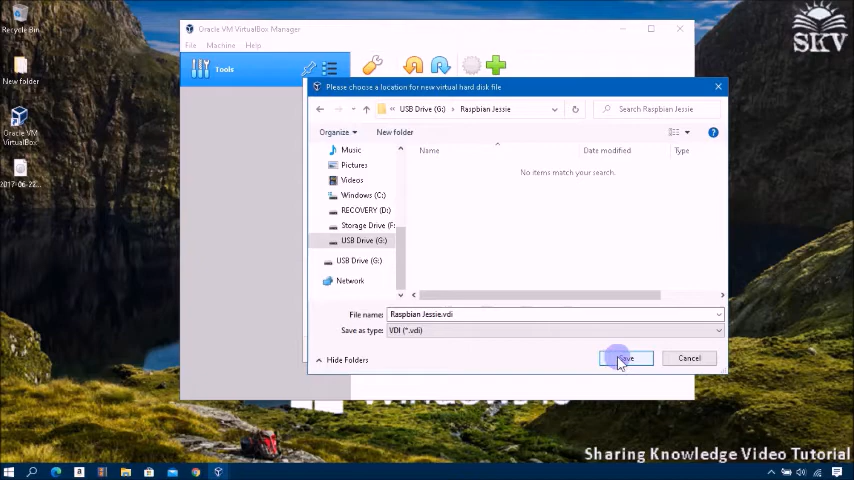 Recycle Bin
New folder
Oracle VM
VirtualBox
2017-06-22...
SKV
Oracle VM VirtualBox Manager
File Machine Help
Tools
Please choose a location for new virtual hard disk file
« USB Drive (G:) › Raspbian Jessie
Search Raspbian Jessie
Organize
New folder
Name Date modified Type
No items match your search.
Music
Pictures
Videos
Windows (C:)
RECOVERY (D:)
Storage Drive (F:
USB Drive (G:)
USB Drive (G:)
Network
File name: Raspbian Jessie.vdi
Save as type: VDI (*.vdi)
Hide Folders
Save
Cancel
Sharing Knowledge Video Tutorial